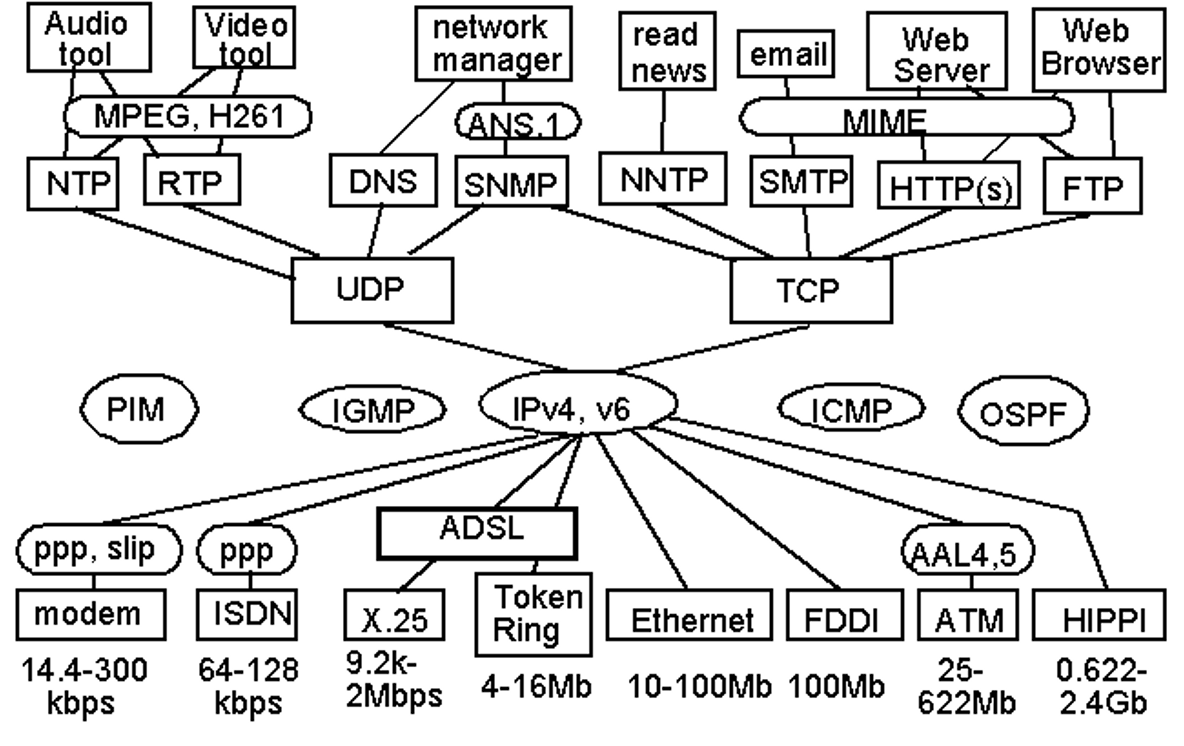 Audio
tool
Video
tool
network
manager
read
news
email
Web
Server
Web
Browser
MPEG, H261
ANS.1
MIME
NTP
RTP
DNS
SNMP
NNTP
SMTP
HTTP(s)
FTP
UDP
TCP
PIM
IGMP
IPv4, v6
ICMP
OSPF
ppp, slip
ppp
ADSL
AAL4,5
modem
ISDN
X.25
Token
Ring
Ethernet
FDDI
ATM
HIPPI
14.4-300
kbps
64-128
kbps
9.2k-
2Mbps
4-16Mb
10-100Mb
100Mb
25-
622Mb
0.622-
2.4Gb